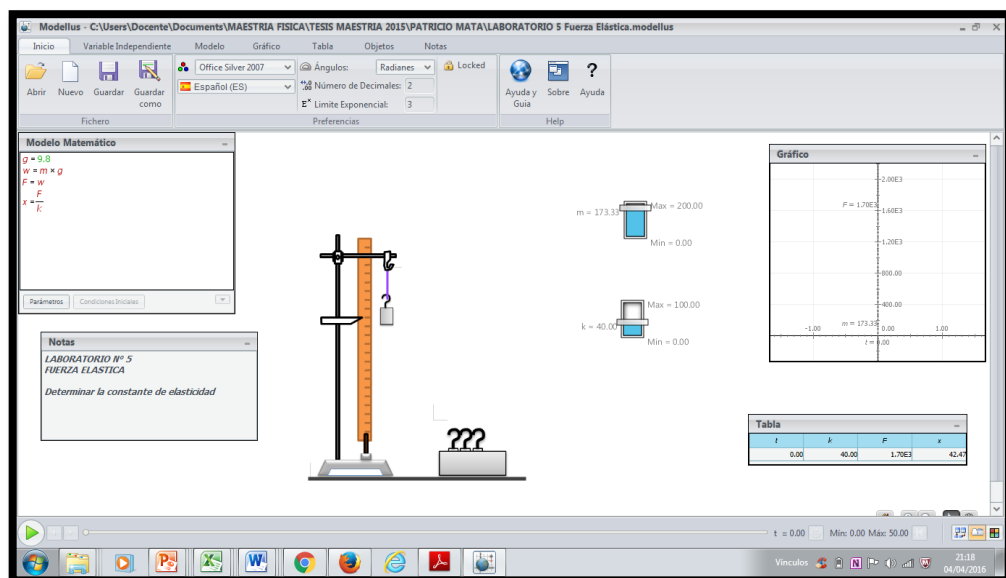 Modellus - C:\Users\Docente\Documents\MAESTRIA FISICA\TESIS MAESTRIA 2015\PATRICIO MATA\LABORATORIO 5 Fuerza Elástica.modellus
Inicio Variable Independiente Modelo Gráfico Tabla Objetos Notas
Office Silver 2007 Ángulos: Radianes Locked
Español (ES) Número de Decimales: 2
Límite Exponencial: 3
Abrir Nuevo Guardar Guardar como Ayuda y Guia Sobre Ayuda
Fichero Preferencias Help
Modelo Matemático
g = 9.8
w = m × g
F = w
x = F
k
Parámetros Condiciones Iniciales
Notas
LABORATORIO Nº 5
FUERZA ELASTICA
Determinar la constante de elasticidad
m = 173.33 Max = 200.00
Min = 0.00
k = 40.00 Max = 100.00
Min = 0.00
Gráfico
2.00E3
F = 1.70E3 1.60E3
1.20E3
800.00
400.00
m = 173.33
-1.00 0.00 1.00
t = 0.00
Tabla
t k F x
0.00 40.00 1.70E3 42.47
t = 0.00 Mín: 0.00 Máx: 50.00
Vínculos 21:18
04/04/2016